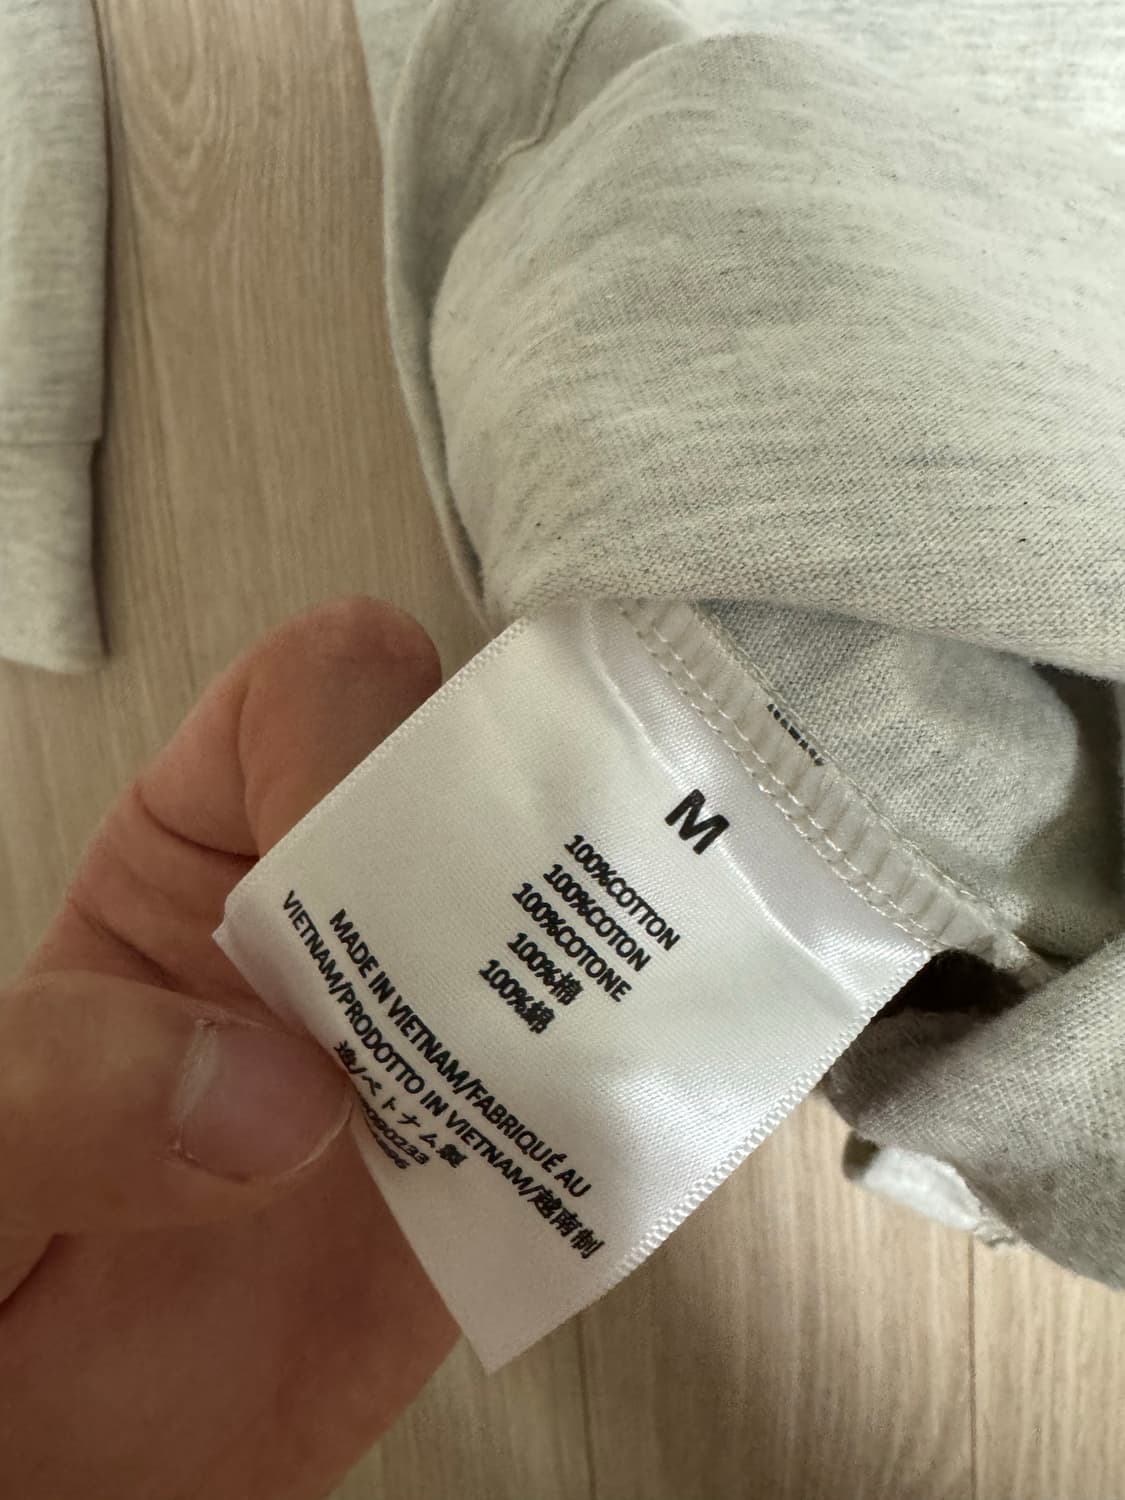 M
100%COTTON
100%COTON
100%COTONE
100%棉
100%綿
MADE IN VIETNAM/FABRIQUÉ AU
VIETNAM/PRODOTTO IN VIETNAM/越南制
造/ベトナム製